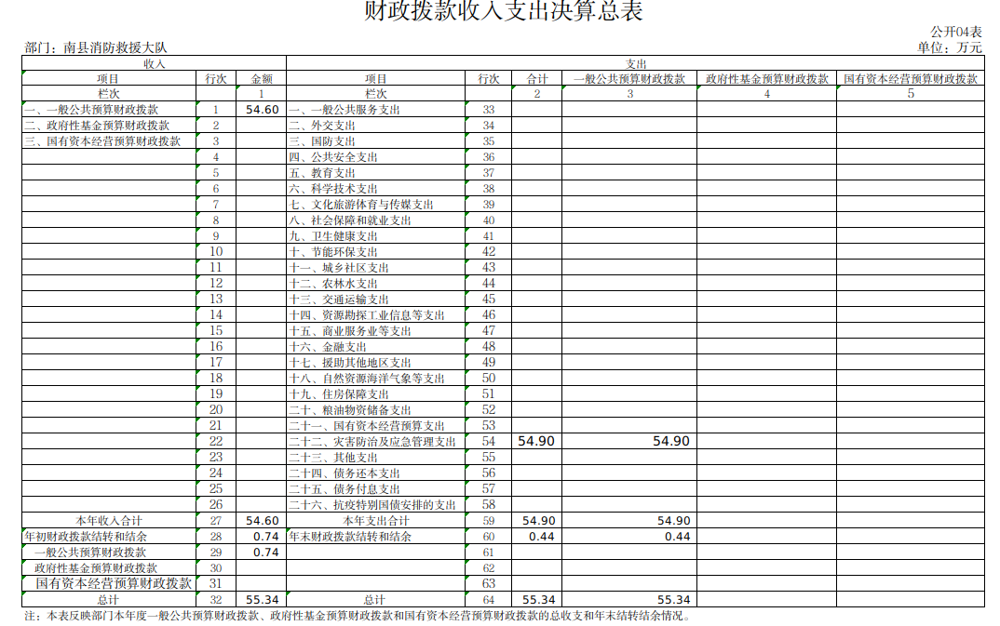 财政拨款收入支出决算总表
公开04表
部门：南县消防救援大队 单位：万元
收入 支出
项目 行次 金额 项目 行次 合计 一般公共预算财政拨款 政府性基金预算财政拨款 国有资本经营预算财政拨款
栏次 1 栏次 2 3 4 5
一、一般公共预算财政拨款 1 54.60 一、一般公共服务支出 33
二、政府性基金预算财政拨款 2 二、外交支出 34
三、国有资本经营预算财政拨款 3 三、国防支出 35
4 四、公共安全支出 36
5 五、教育支出 37
6 六、科学技术支出 38
7 七、文化旅游体育与传媒支出 39
8 八、社会保障和就业支出 40
9 九、卫生健康支出 41
10 十、节能环保支出 42
11 十一、城乡社区支出 43
12 十二、农林水支出 44
13 十三、交通运输支出 45
14 十四、资源勘探工业信息等支出 46
15 十五、商业服务业等支出 47
16 十六、金融支出 48
17 十七、援助其他地区支出 49
18 十八、自然资源海洋气象等支出 50
19 十九、住房保障支出 51
20 二十、粮油物资储备支出 52
21 二十一、国有资本经营预算支出 53
22 二十二、灾害防治及应急管理支出 54 54.90 54.90
23 二十三、其他支出 55
24 二十四、债务还本支出 56
25 二十五、债务付息支出 57
26 二十六、抗疫特别国债安排的支出 58
本年收入合计 27 54.60 本年支出合计 59 54.90 54.90
年初财政拨款结转和结余 28 0.74 年末财政拨款结转和结余 60 0.44 0.44
一般公共预算财政拨款 29 0.74 61
政府性基金预算财政拨款 30 62
国有资本经营预算财政拨款 31 63
总计 32 55.34 总计 64 55.34 55.34
注：本表反映部门本年度一般公共预算财政拨款、政府性基金预算财政拨款和国有资本经营预算财政拨款的总收支和年末结转结余情况。